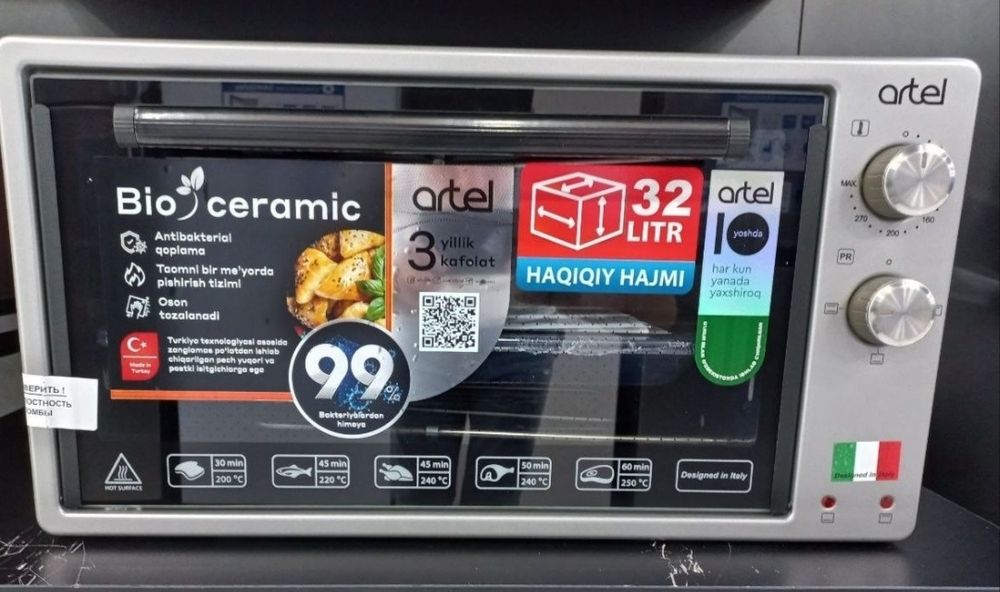 artel
Bio ceramic
Antibakterial
qoplama
Taomni bir me'yorda
pishirish tizimi
Oson
tozalanadi
Made in
Turkey
Turkiya texnologiyasi asosida
zanglamas po'latdan ishlab
chiqarilgan pech yuqori va
pastki isitgichlarga ega
99%
Bakteriyalardan
himoya
artel
3 yillik
kafolat
32
LITR
HAQIQIY HAJMI
artel
10 yoshda
har kun
yanada
yaxshiroq
MAX.
270
200
160
PR
ВЕРИТЬ !
ОСТНОСТЬ
ОМБЫ
HOT SURFACE
30 min
200 °C
45 min
220 °C
45 min
240 °C
50 min
240 °C
60 min
250 °C
Designed in Italy
Designed in Italy